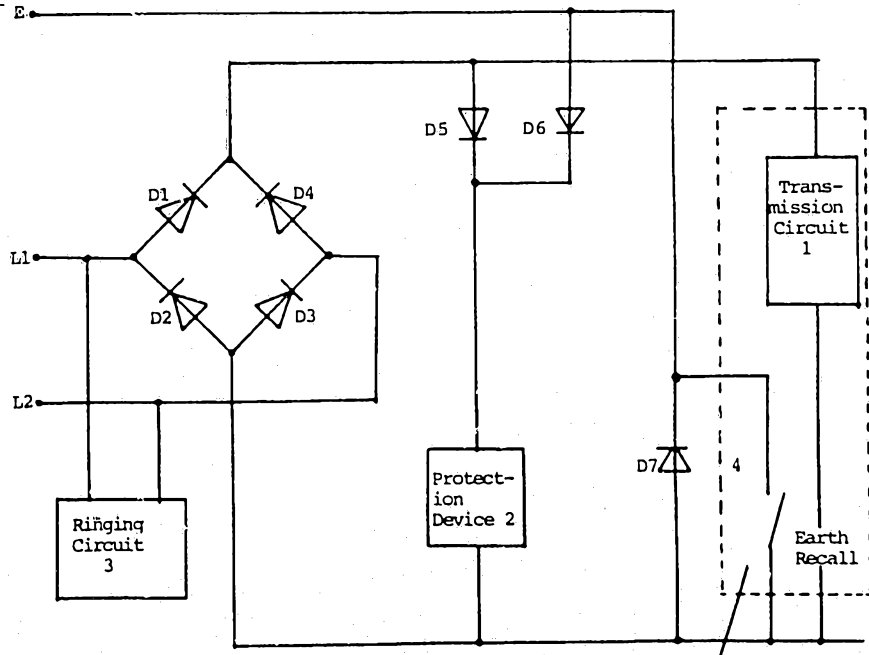 E
D5
D6
D1
D4
Trans-
mission
Circuit
1
L1
D2
D3
L2
D7
4
Protect-
ion
Device 2
Ringing
Circuit
3
Earth
Recall